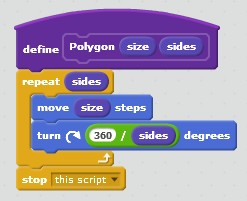 define Polygon size sides
repeat sides
move size steps
turn 360 / sides degrees
stop this script